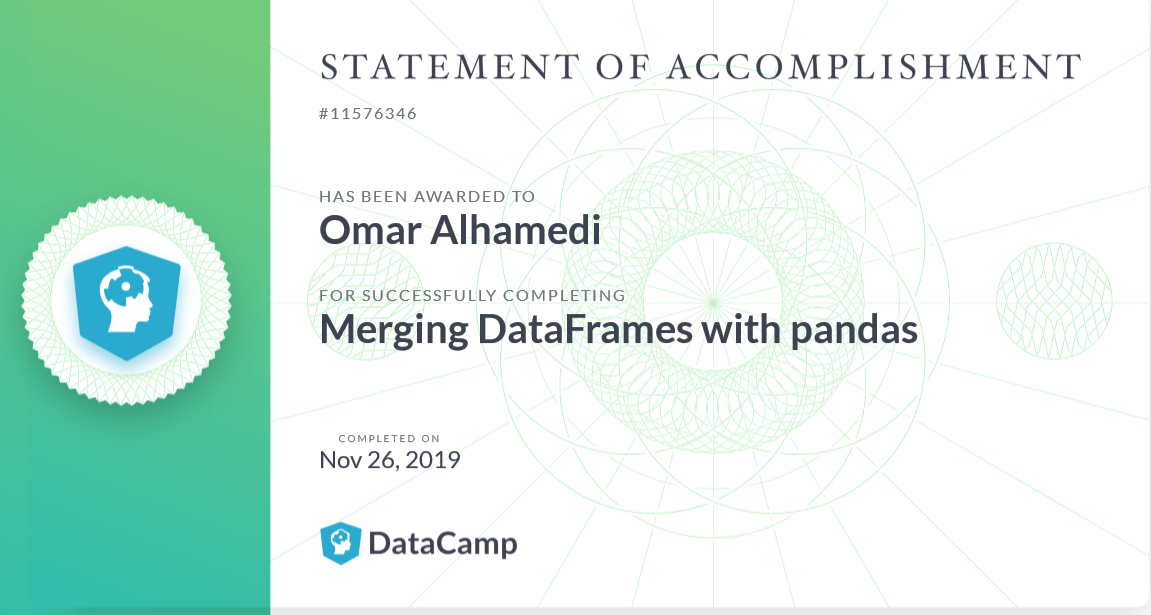 STATEMENT OF ACCOMPLISHMENT
#11576346
HAS BEEN AWARDED TO
Omar Alhamedi
FOR SUCCESSFULLY COMPLETING
Merging DataFrames with pandas
COMPLETED ON
Nov 26, 2019
DataCamp